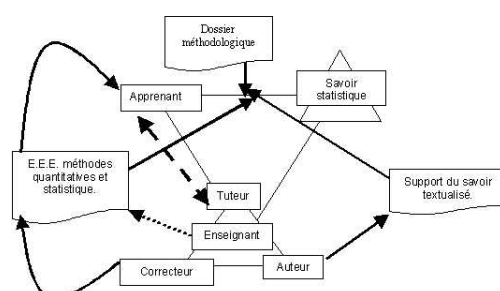 Dossier
méthodologique
Apprenant
Savoir
statistique
E.E.E. méthodes
quantitatives et
statistique.
Support du savoir
textualisé.
Tuteur
Enseignant
Correcteur
Auteur